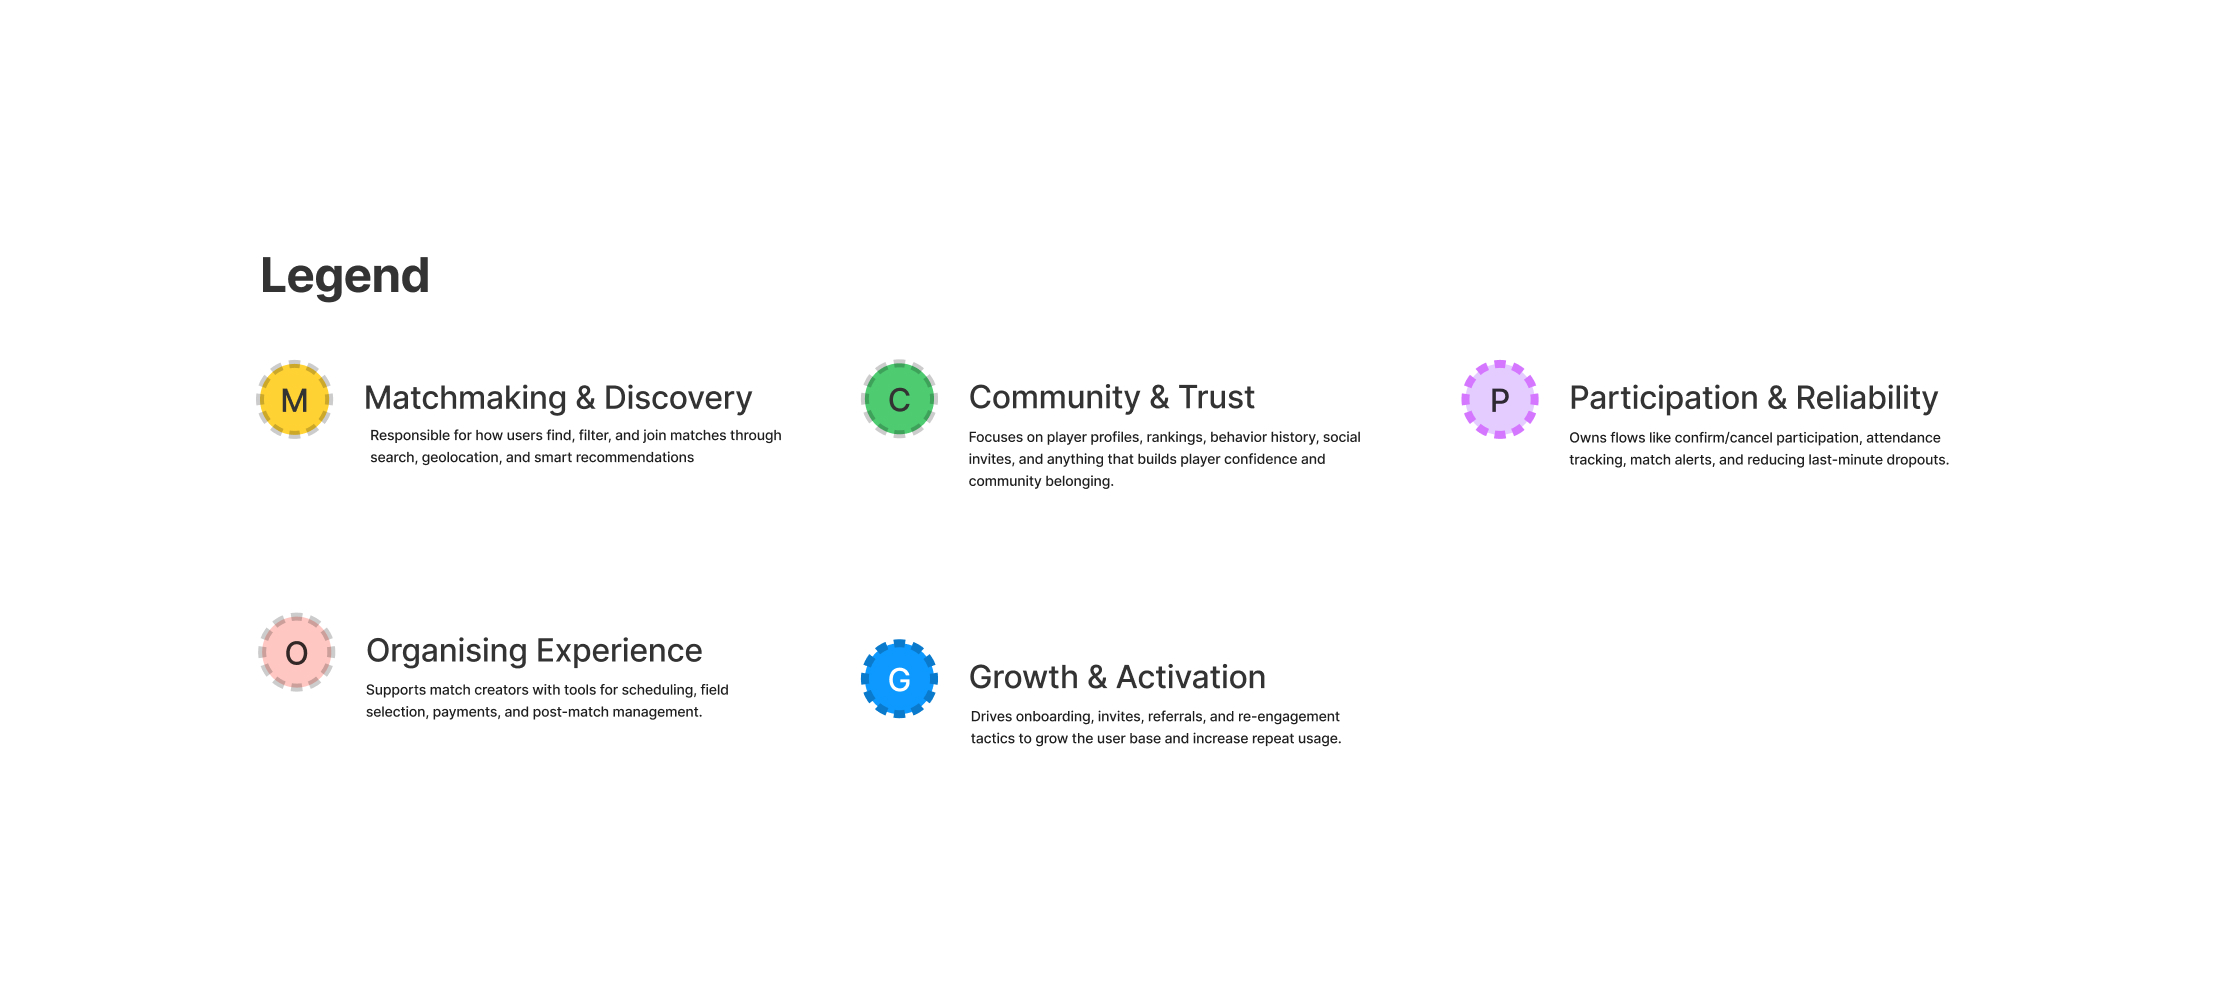 Legend
M
Matchmaking & Discovery
Responsible for how users find, filter, and join matches through
search, geolocation, and smart recommendations
C
Community & Trust
Focuses on player profiles, rankings, behavior history, social
invites, and anything that builds player confidence and
community belonging.
P
Participation & Reliability
Owns flows like confirm/cancel participation, attendance
tracking, match alerts, and reducing last-minute dropouts.
O
Organising Experience
Supports match creators with tools for scheduling, field
selection, payments, and post-match management.
G
Growth & Activation
Drives onboarding, invites, referrals, and re-engagement
tactics to grow the user base and increase repeat usage.